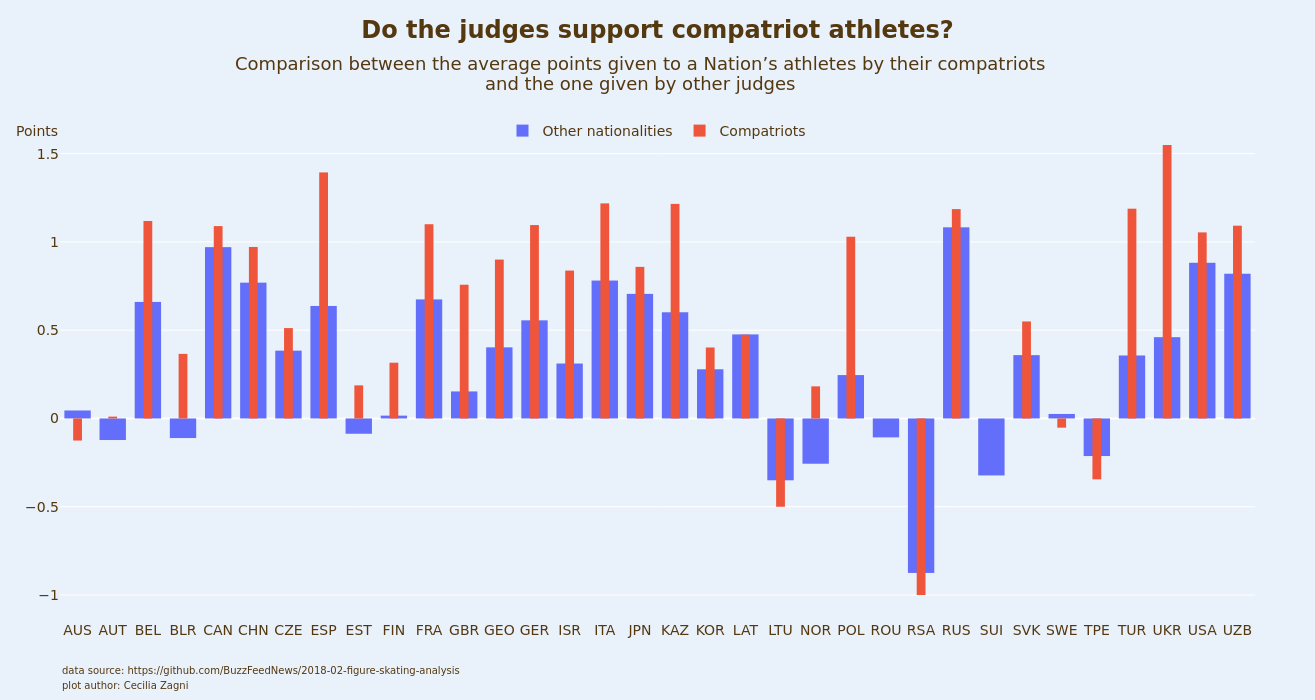 Do the judges support compatriot athletes?
Comparison between the average points given to a Nation’s athletes by their compatriots
and the one given by other judges
Other nationalities Compatriots
Points
1.5
1
0.5
0
−0.5
−1
AUS AUT BEL BLR CAN CHN CZE ESP EST FIN FRA GBR GEO GER ISR ITA JPN KAZ KOR LAT LTU NOR POL ROU RSA RUS SUI SVK SWE TPE TUR UKR USA UZB
data source: https://github.com/BuzzFeedNews/2018-02-figure-skating-analysis
plot author: Cecilia Zagni